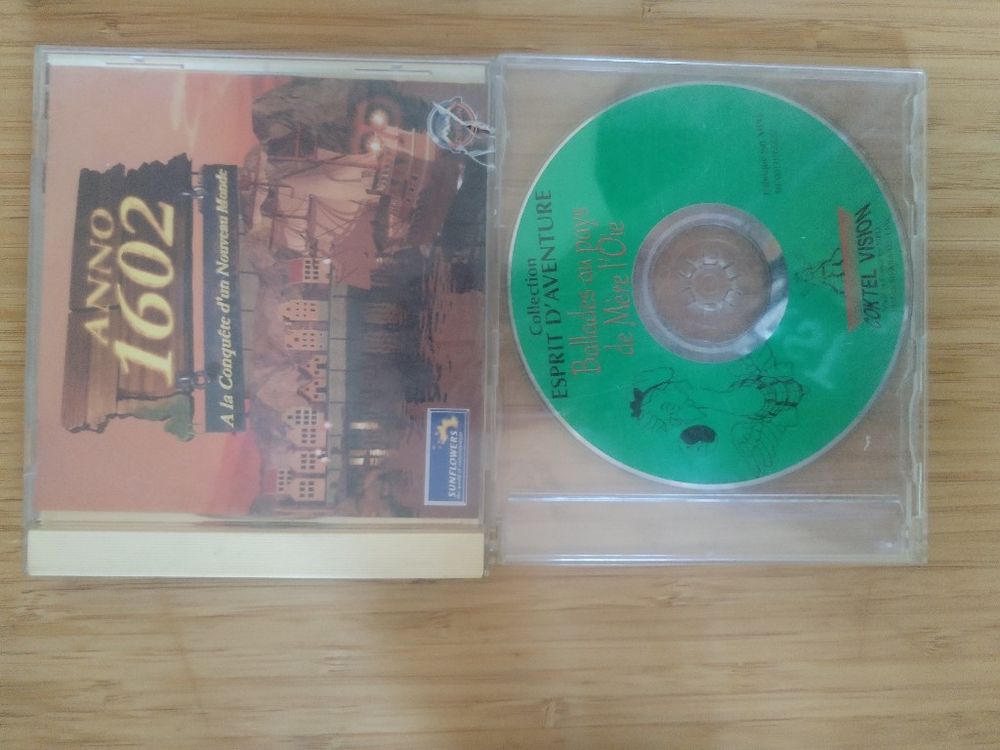 ANNO
1602
A la Conquête d'un Nouveau Monde
SUNFLOWERS
Collection
ESPRIT D'AVENTURE
Ballades au pays
de Mère l'Oie
COKTEL VISION